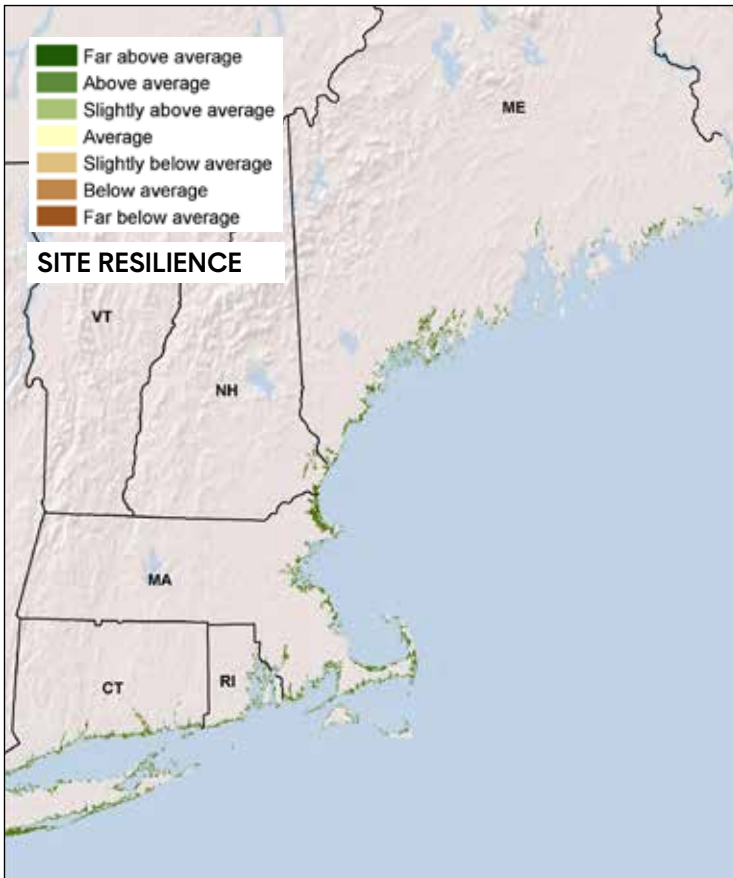 Far above average
Above average
Slightly above average
Average
Slightly below average
Below average
Far below average
SITE RESILIENCE
ME
VT
NH
MA
CT
RI